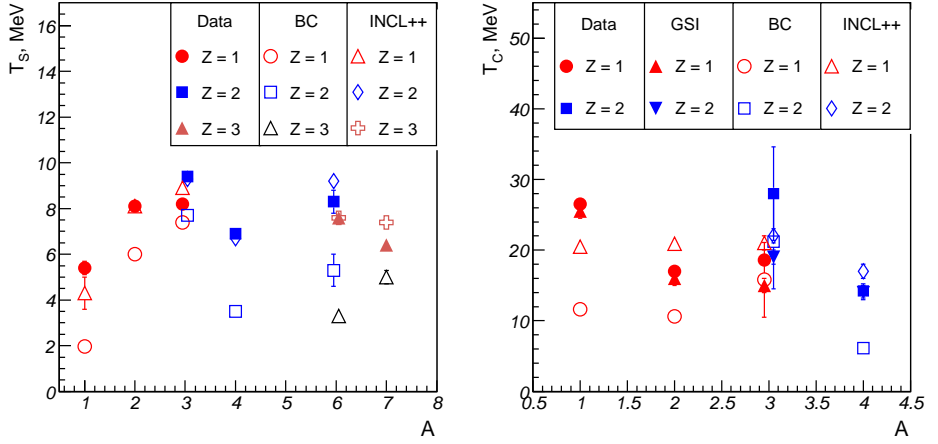 T_S, MeV
16
14
12
10
8
6
4
2
0
1 2 3 4 5 6 7 8
A
Data BC INCL++
Z = 1 Z = 1 Z = 1
Z = 2 Z = 2 Z = 2
Z = 3 Z = 3 Z = 3
T_C, MeV
50
40
30
20
10
0
0.5 1 1.5 2 2.5 3 3.5 4 4.5
A
Data GSI BC INCL++
Z = 1 Z = 1 Z = 1 Z = 1
Z = 2 Z = 2 Z = 2 Z = 2